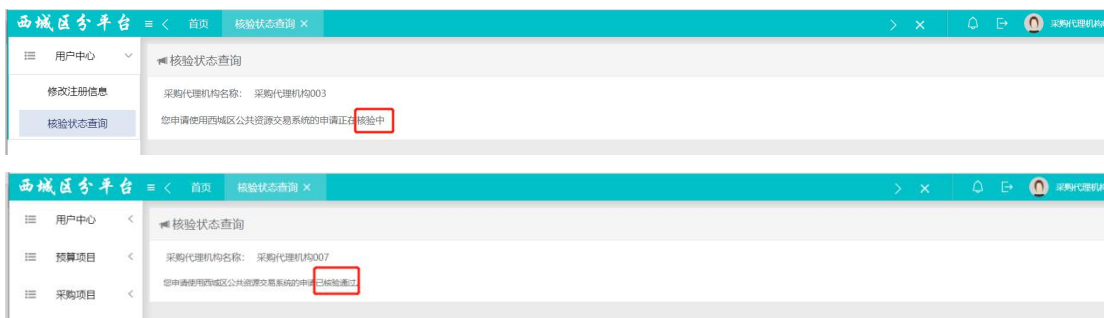 西城区分平台 首页 核验状态查询 × 采购代理机构
用户中心 核验状态查询
修改注册信息 采购代理机构名称: 采购代理机构003
核验状态查询 您申请使用西城区公共资源交易系统的申请正在核验中
西城区分平台 首页 核验状态查询 × 采购代理机构
用户中心 核验状态查询
预算项目 采购代理机构名称: 采购代理机构007
采购项目 您申请使用西城区公共资源交易系统的申请已核验通过